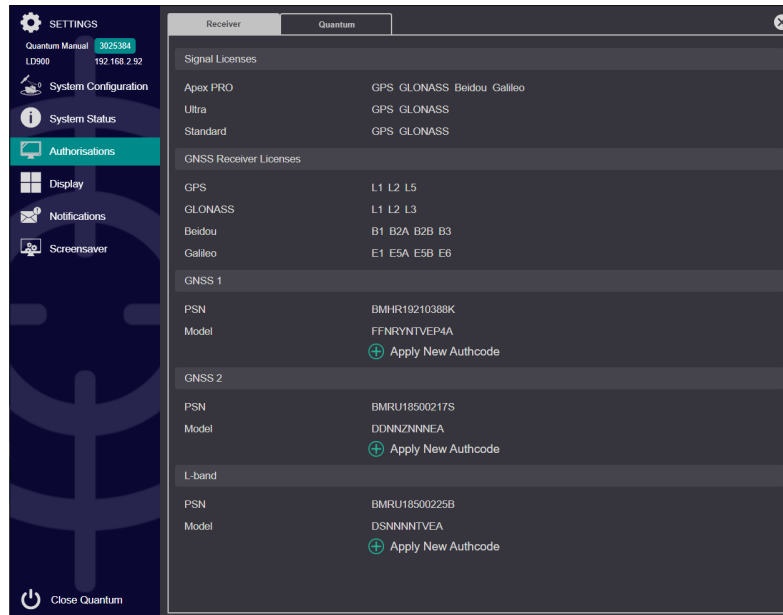 SETTINGS
Quantum Manual 3025384
LD900 192.168.2.92
System Configuration
System Status
Authorisations
Display
Notifications
Screensaver
Close Quantum
Receiver Quantum
Signal Licenses
Apex PRO GPS GLONASS Beidou Galileo
Ultra GPS GLONASS
Standard GPS GLONASS
GNSS Receiver Licenses
GPS L1 L2 L5
GLONASS L1 L2 L3
Beidou B1 B2A B2B B3
Galileo E1 E5A E5B E6
GNSS 1
PSN BMHR19210388K
Model FFNRYNTVEP4A
Apply New Authcode
GNSS 2
PSN BMRU18500217S
Model DDNNZNNNEA
Apply New Authcode
L-band
PSN BMRU18500225B
Model DSNNNNTVEA
Apply New Authcode